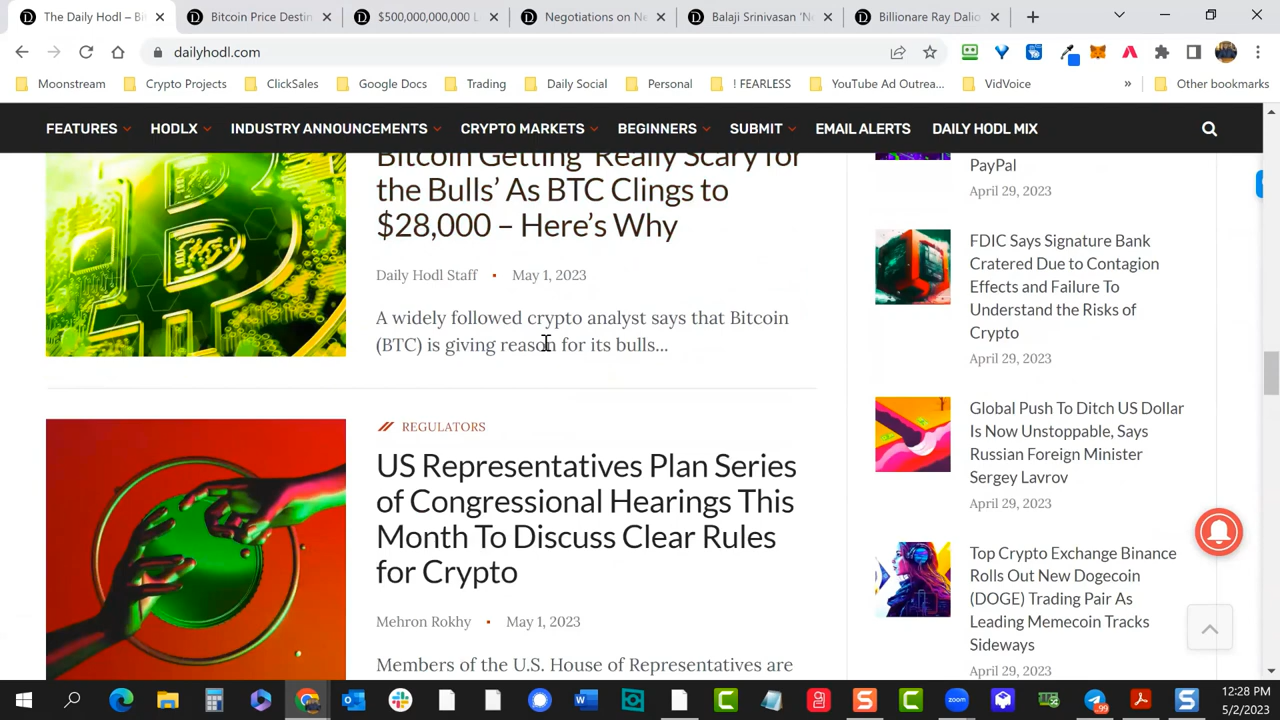 The Daily Hodl –
Bitcoin Price Destin
$500,000,000,000 L
Negotiations on Ne
Balaji Srinivasan 'N
Billionare Ray Dalio
dailyhodl.com
Moonstream
Crypto Projects
ClickSales
Google Docs
Trading
Daily Social
Personal
! FEARLESS
YouTube Ad Outrea...
VidVoice
»
Other bookmarks
FEATURES
HODLX
INDUSTRY ANNOUNCEMENTS
CRYPTO MARKETS
BEGINNERS
SUBMIT
EMAIL ALERTS
DAILY HODL MIX
Bitcoin Getting 'Really Scary for
the Bulls' As BTC Clings to
$28,000 – Here's Why
Daily Hodl Staff ▪ May 1, 2023
A widely followed crypto analyst says that Bitcoin
(BTC) is giving reason for its bulls...
REGULATORS
US Representatives Plan Series
of Congressional Hearings This
Month To Discuss Clear Rules
for Crypto
Mehron Rokhy ▪ May 1, 2023
Members of the U.S. House of Representatives are
PayPal
April 29, 2023
FDIC Says Signature Bank
Cratered Due to Contagion
Effects and Failure To
Understand the Risks of
Crypto
April 29, 2023
Global Push To Ditch US Dollar
Is Now Unstoppable, Says
Russian Foreign Minister
Sergey Lavrov
April 29, 2023
Top Crypto Exchange Binance
Rolls Out New Dogecoin
(DOGE) Trading Pair As
Leading Memecoin Tracks
Sideways
April 29, 2023
zoom
99
12:28 PM
5/2/2023